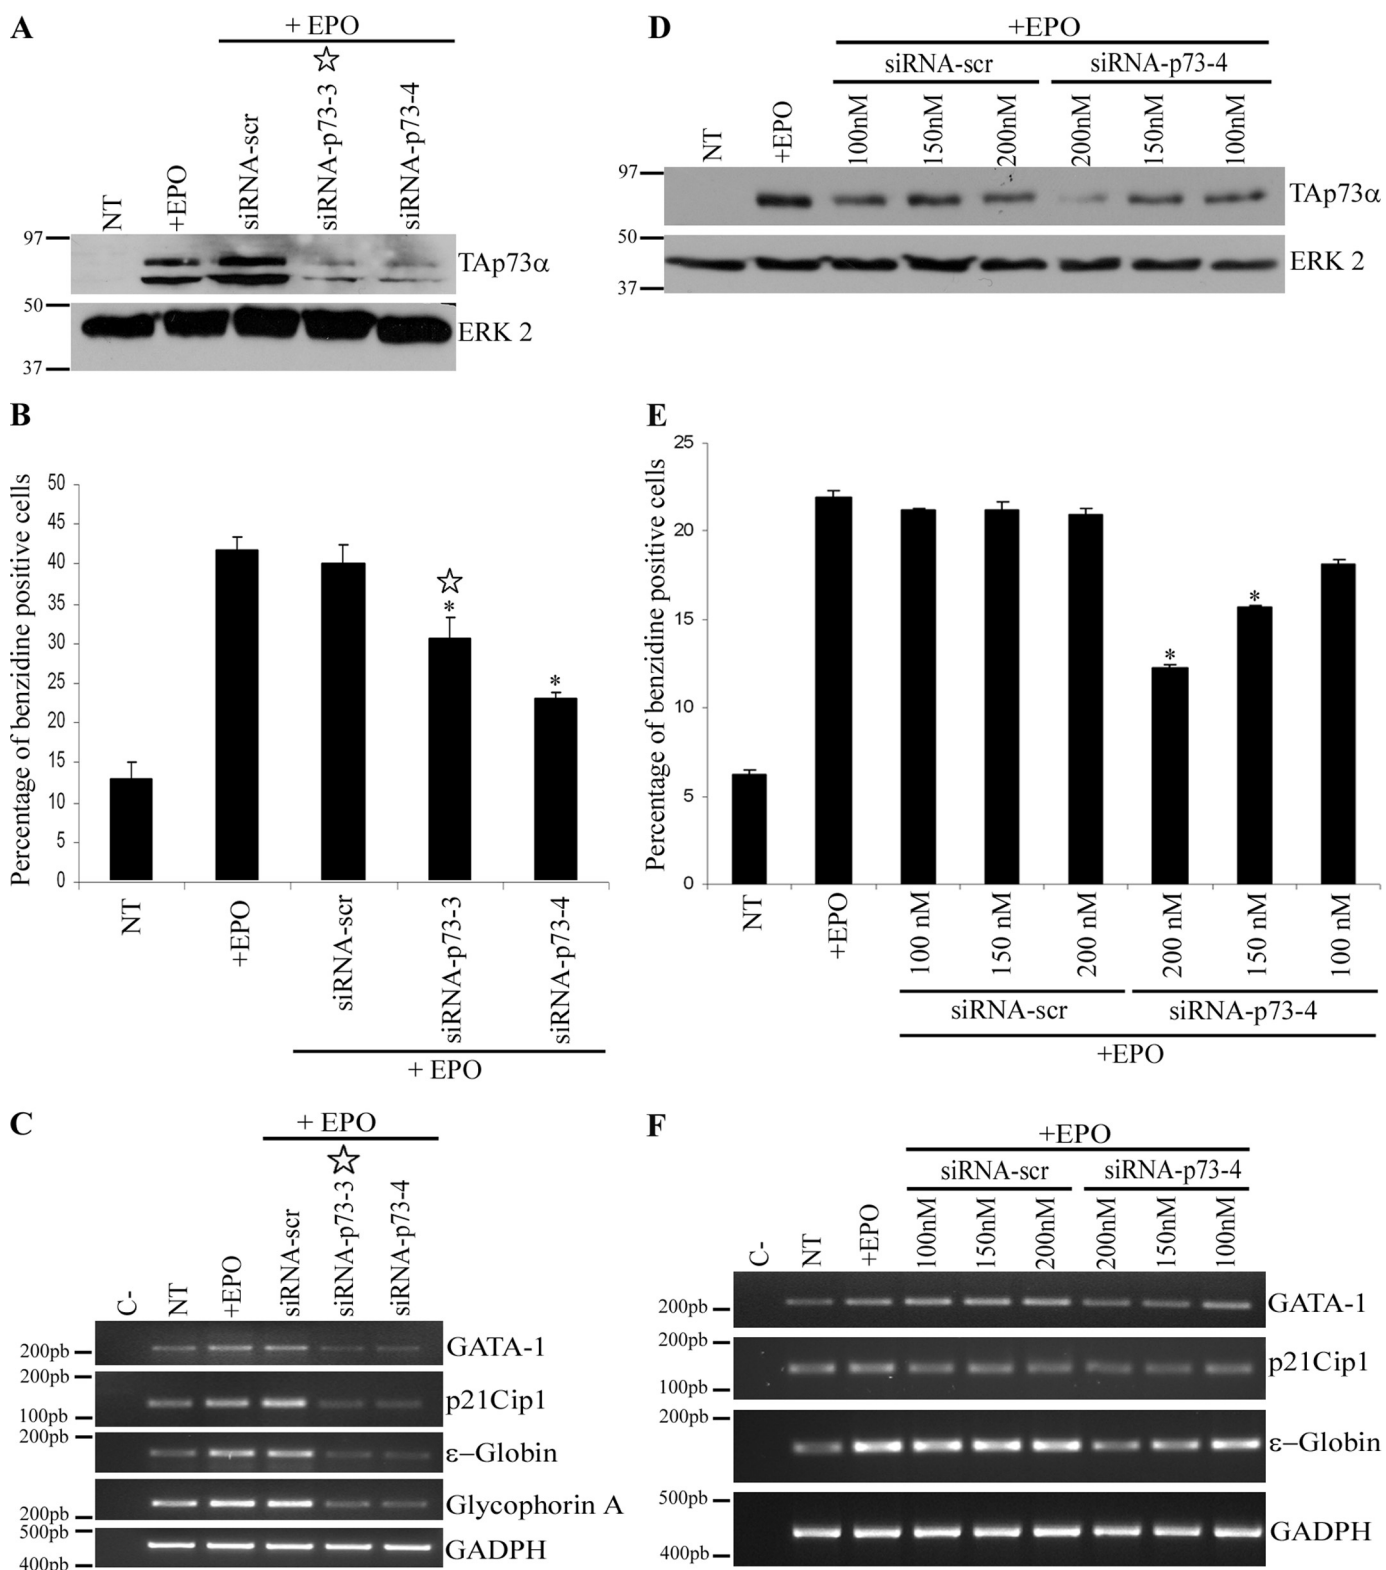 A
+ EPO
NT
+EPO
siRNA-scr
☆ siRNA-p73-3
siRNA-p73-4
97
TAp73α
50
ERK 2
37
B
Percentage of benzidine positive cells
50
45
40
35
30
25
20
15
10
5
0
☆
*
*
NT
+EPO
siRNA-scr
siRNA-p73-3
siRNA-p73-4
+ EPO
C
+ EPO
C-
NT
+EPO
siRNA-scr
☆ siRNA-p73-3
siRNA-p73-4
200pb
GATA-1
200pb
p21Cip1
100pb
200pb
ε–Globin
Glycophorin A
200pb
500pb
GADPH
400pb
D
+EPO
siRNA-scr siRNA-p73-4
NT
+EPO
100nM
150nM
200nM
200nM
150nM
100nM
97
TAp73α
50
ERK 2
37
E
Percentage of benzidine positive cells
25
20
15
10
5
0
*
*
NT
+EPO
100 nM
150 nM
200 nM
200 nM
150 nM
100 nM
siRNA-scr siRNA-p73-4
+EPO
F
+EPO
siRNA-scr siRNA-p73-4
C-
NT
+EPO
100nM
150nM
200nM
200nM
150nM
100nM
200pb
GATA-1
200pb
p21Cip1
100pb
200pb
ε–Globin
500pb
GADPH
400pb